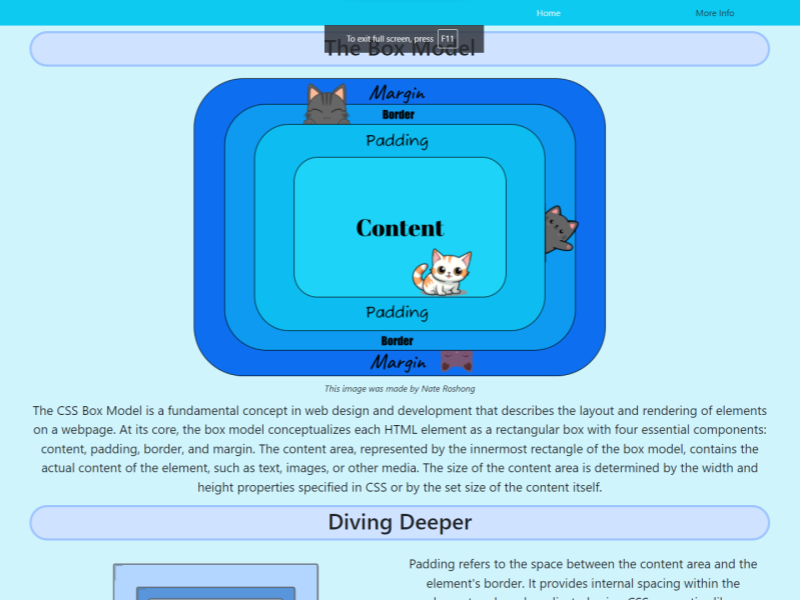 Home
More Info
To exit full screen, press F11
The Box Model
Margin
Border
Padding
Content
Padding
Border
Margin
This image was made by Nate Roshong
The CSS Box Model is a fundamental concept in web design and development that describes the layout and rendering of elements
on a webpage. At its core, the box model conceptualizes each HTML element as a rectangular box with four essential components:
content, padding, border, and margin. The content area, represented by the innermost rectangle of the box model, contains the
actual content of the element, such as text, images, or other media. The size of the content area is determined by the width and
height properties specified in CSS or by the set size of the content itself.
Diving Deeper
Padding refers to the space between the content area and the
element's border. It provides internal spacing within the